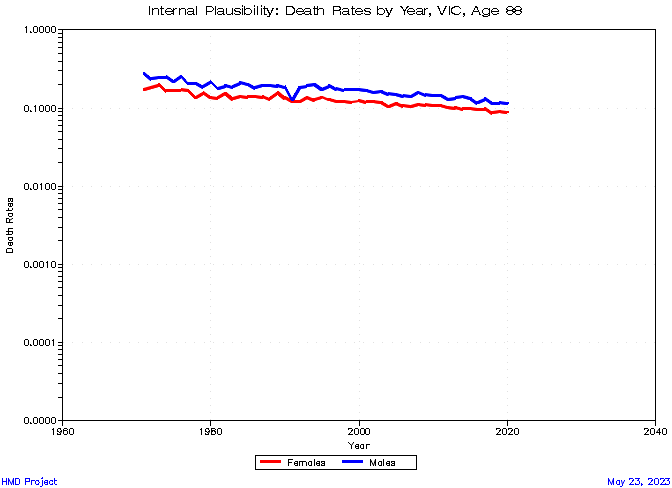 Internal Plausibility: Death Rates by Year, VIC, Age 88
1.0000
0.1000
0.0100
0.0010
0.0001
0.0000
Death Rates
1960
1980
2000
2020
2040
Year
Females
Males
HMD Project
May 23, 2023